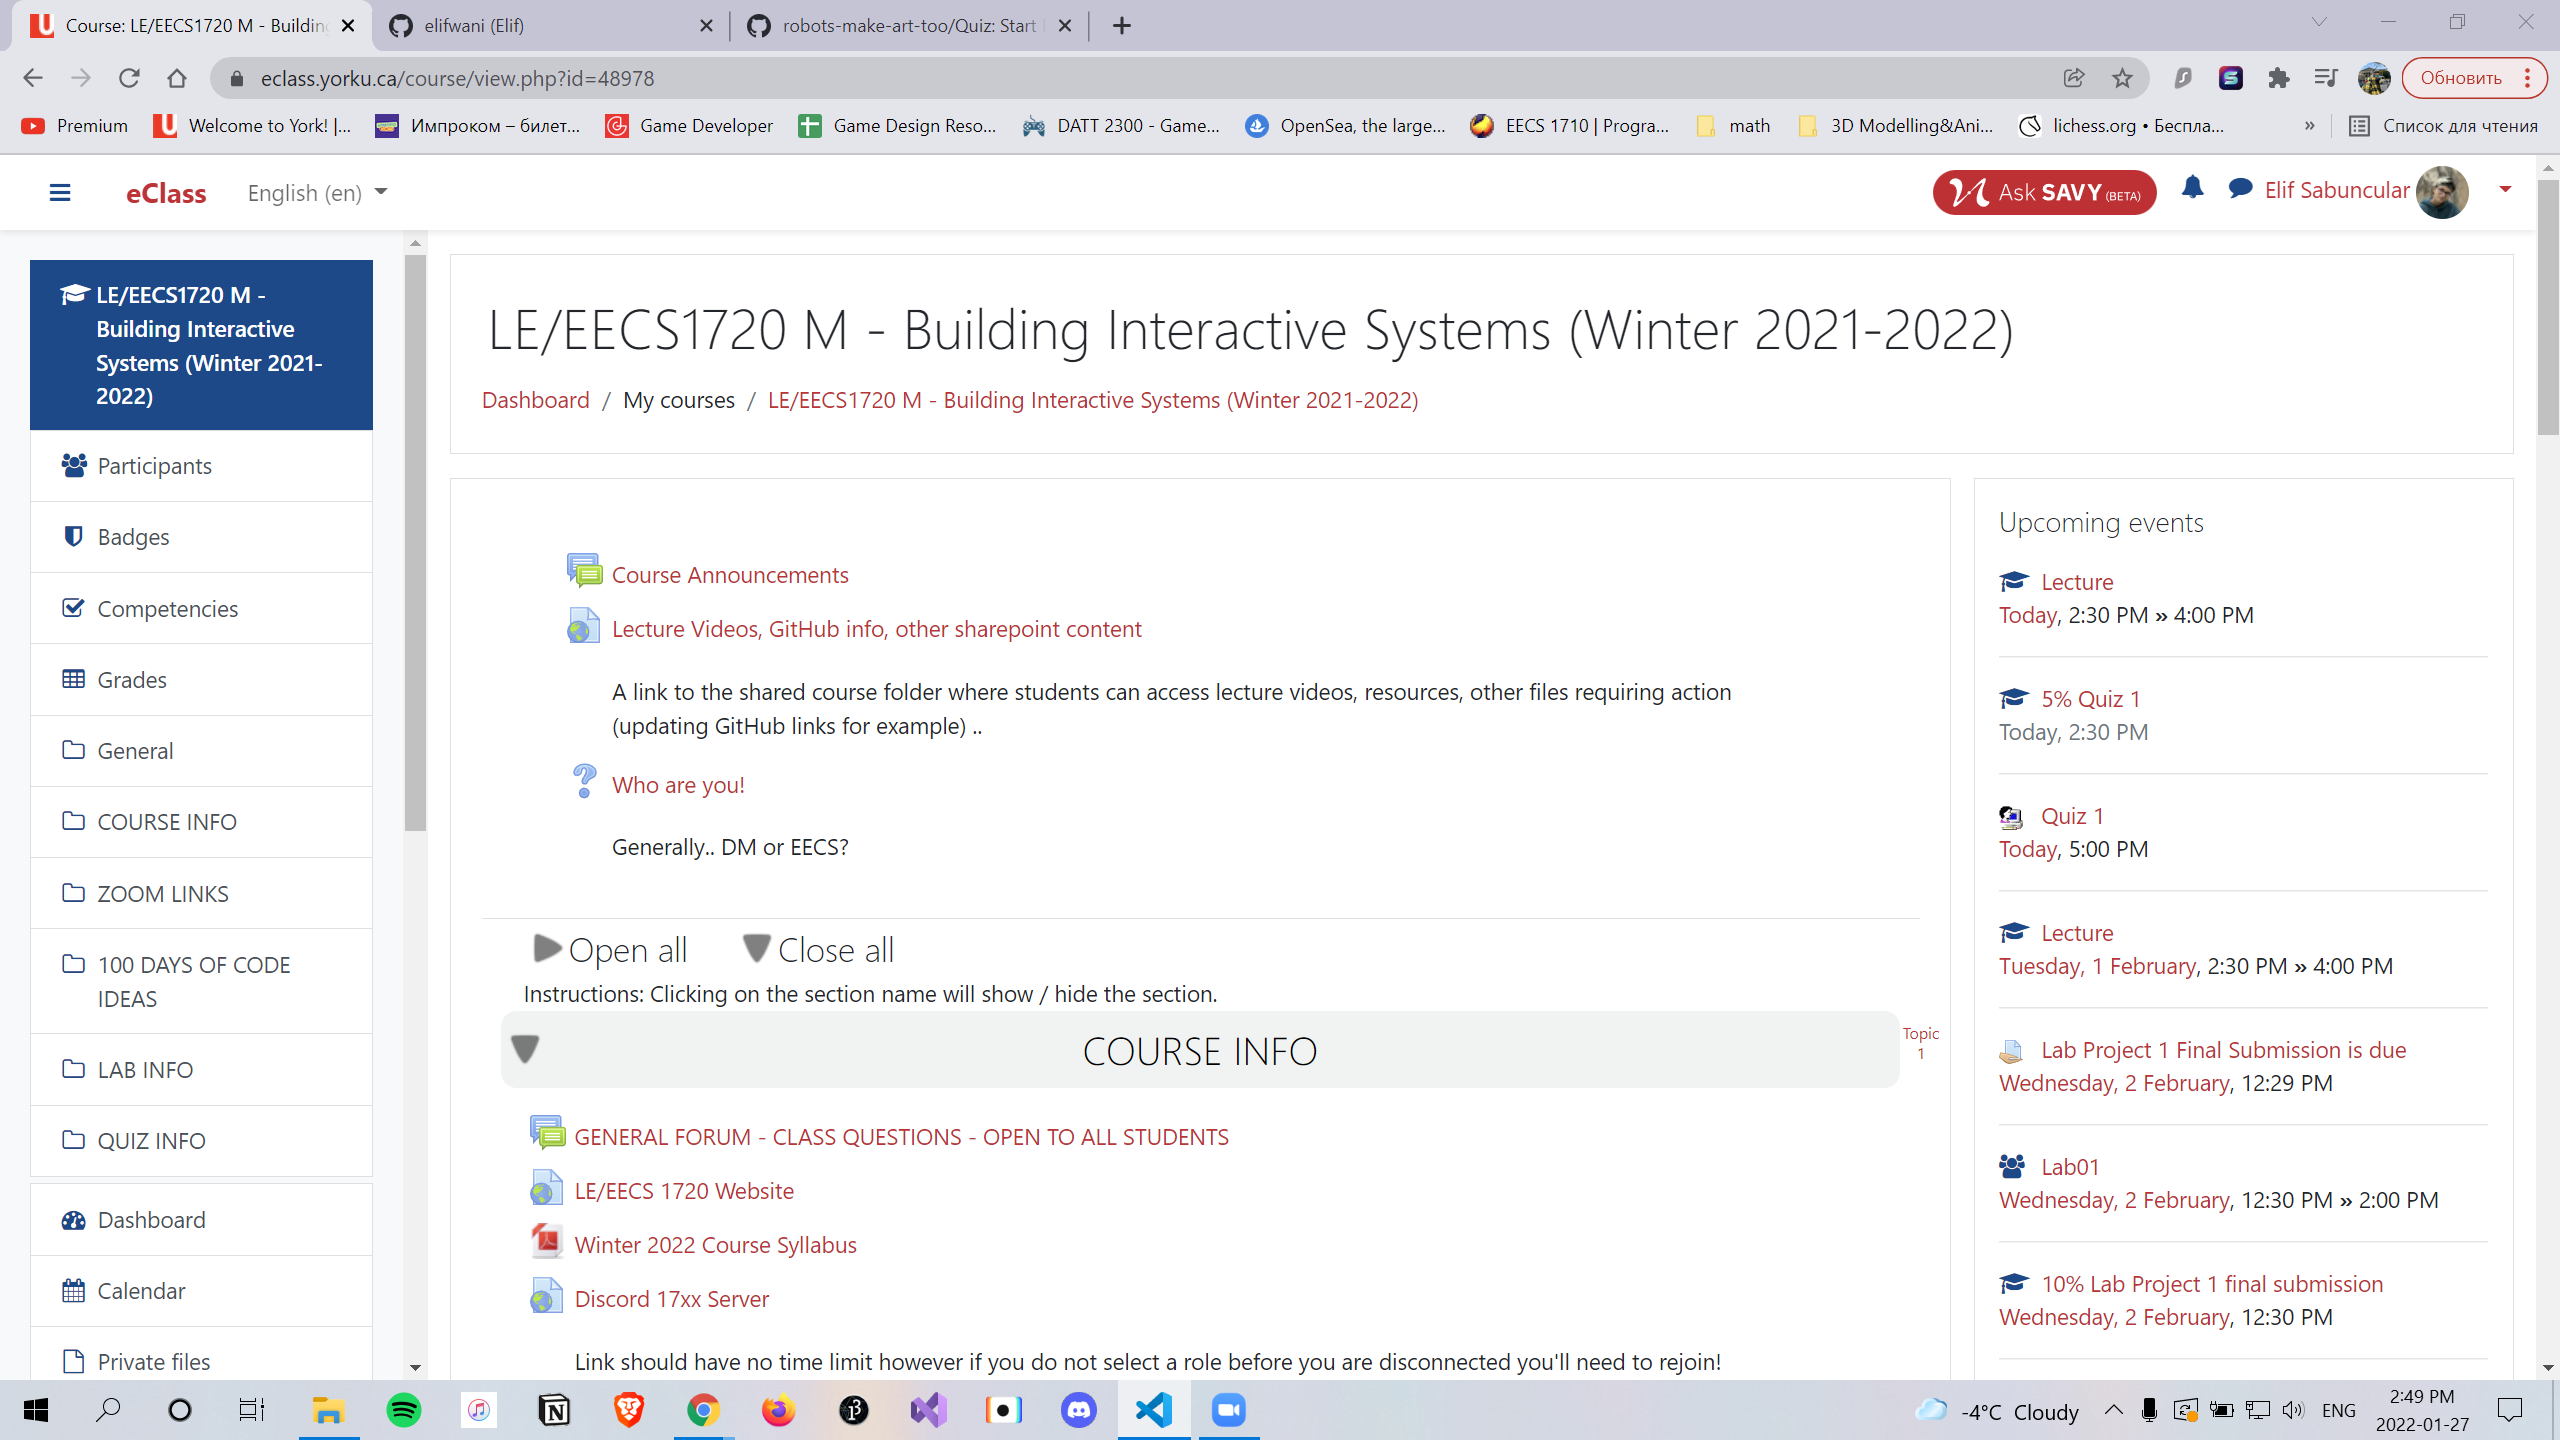 Course: LE/EECS1720 M - Building
elifwani (Elif)
robots-make-art-too/Quiz: Start
eclass.yorku.ca/course/view.php?id=48978
Обновить
Premium
Welcome to York! |...
Импроком – билет...
Game Developer
Game Design Reso...
DATT 2300 - Game...
OpenSea, the large...
EECS 1710 | Progra...
math
3D Modelling&Ani...
lichess.org • Беспла...
»
Список для чтения
eClass
English (en)
Ask SAVY (BETA)
Elif Sabuncular
LE/EECS1720 M -
Building Interactive
Systems (Winter 2021-
2022)
Participants
Badges
Competencies
Grades
General
COURSE INFO
ZOOM LINKS
100 DAYS OF CODE
IDEAS
LAB INFO
QUIZ INFO
Dashboard
Calendar
Private files
LE/EECS1720 M - Building Interactive Systems (Winter 2021-2022)
Dashboard / My courses / LE/EECS1720 M - Building Interactive Systems (Winter 2021-2022)
Course Announcements
Lecture Videos, GitHub info, other sharepoint content
A link to the shared course folder where students can access lecture videos, resources, other files requiring action
(updating GitHub links for example) ..
Who are you!
Generally.. DM or EECS?
Open all Close all
Instructions: Clicking on the section name will show / hide the section.
COURSE INFO
Topic
1
GENERAL FORUM - CLASS QUESTIONS - OPEN TO ALL STUDENTS
LE/EECS 1720 Website
Winter 2022 Course Syllabus
Discord 17xx Server
Link should have no time limit however if you do not select a role before you are disconnected you'll need to rejoin!
Upcoming events
Lecture
Today, 2:30 PM » 4:00 PM
5% Quiz 1
Today, 2:30 PM
Quiz 1
Today, 5:00 PM
Lecture
Tuesday, 1 February, 2:30 PM » 4:00 PM
Lab Project 1 Final Submission is due
Wednesday, 2 February, 12:29 PM
Lab01
Wednesday, 2 February, 12:30 PM » 2:00 PM
10% Lab Project 1 final submission
Wednesday, 2 February, 12:30 PM
-4°C Cloudy
ENG
2:49 PM
2022-01-27